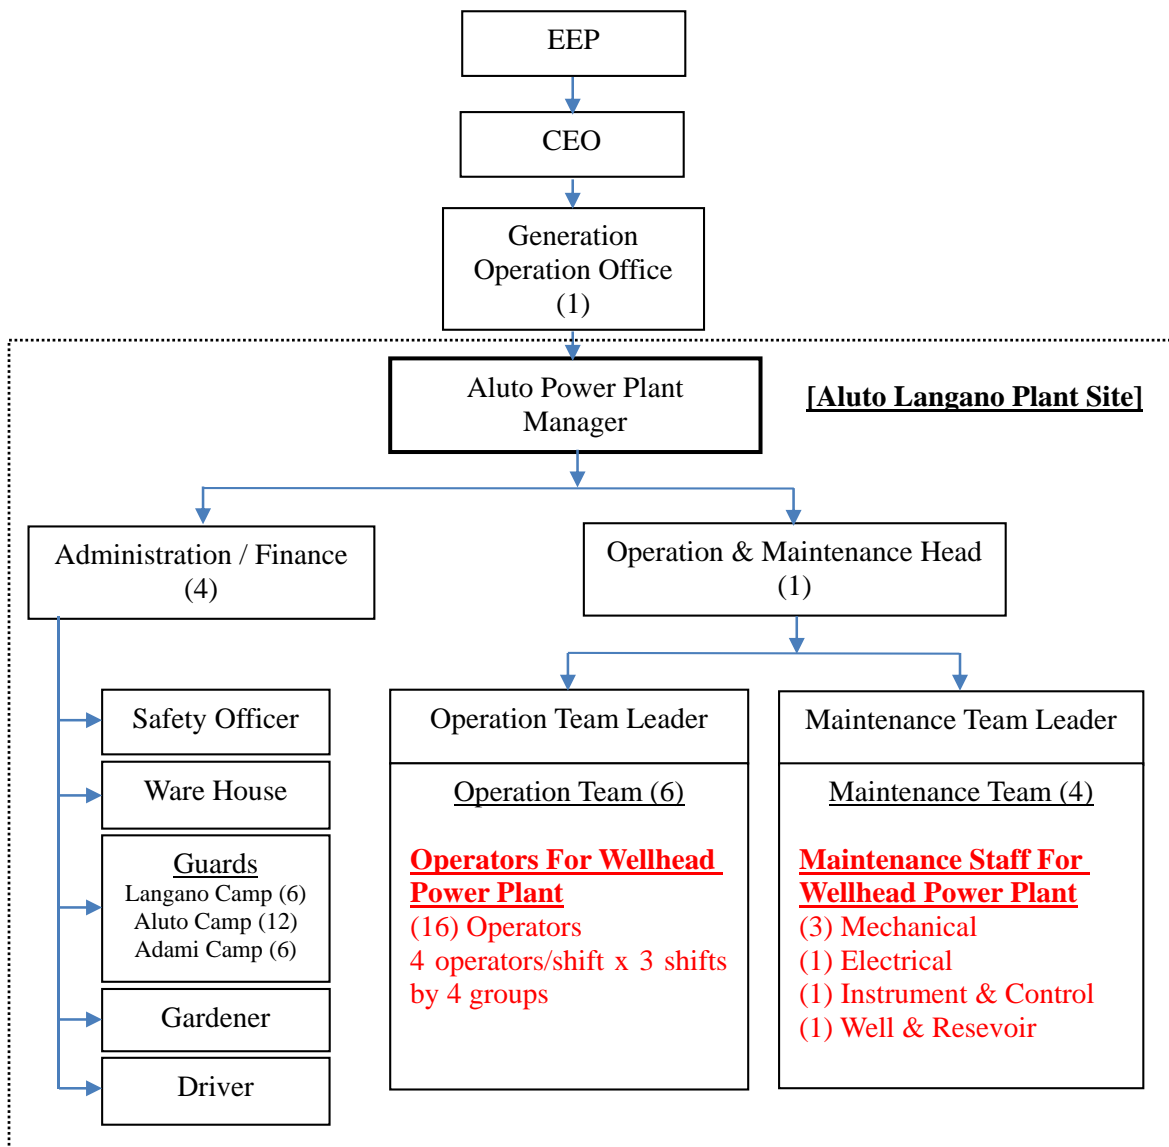 EEP
CEO
Generation
Operation Office
(1)
Aluto Power Plant
Manager
[Aluto Langano Plant Site]
Administration / Finance
(4)
Operation & Maintenance Head
(1)
Safety Officer
Ware House
Guards
Langano Camp (6)
Aluto Camp (12)
Adami Camp (6)
Gardener
Driver
Operation Team Leader
Operation Team (6)
Operators For Wellhead
Power Plant
(16) Operators
4 operators/shift x 3 shifts
by 4 groups
Maintenance Team Leader
Maintenance Team (4)
Maintenance Staff For
Wellhead Power Plant
(3) Mechanical
(1) Electrical
(1) Instrument & Control
(1) Well & Resevoir